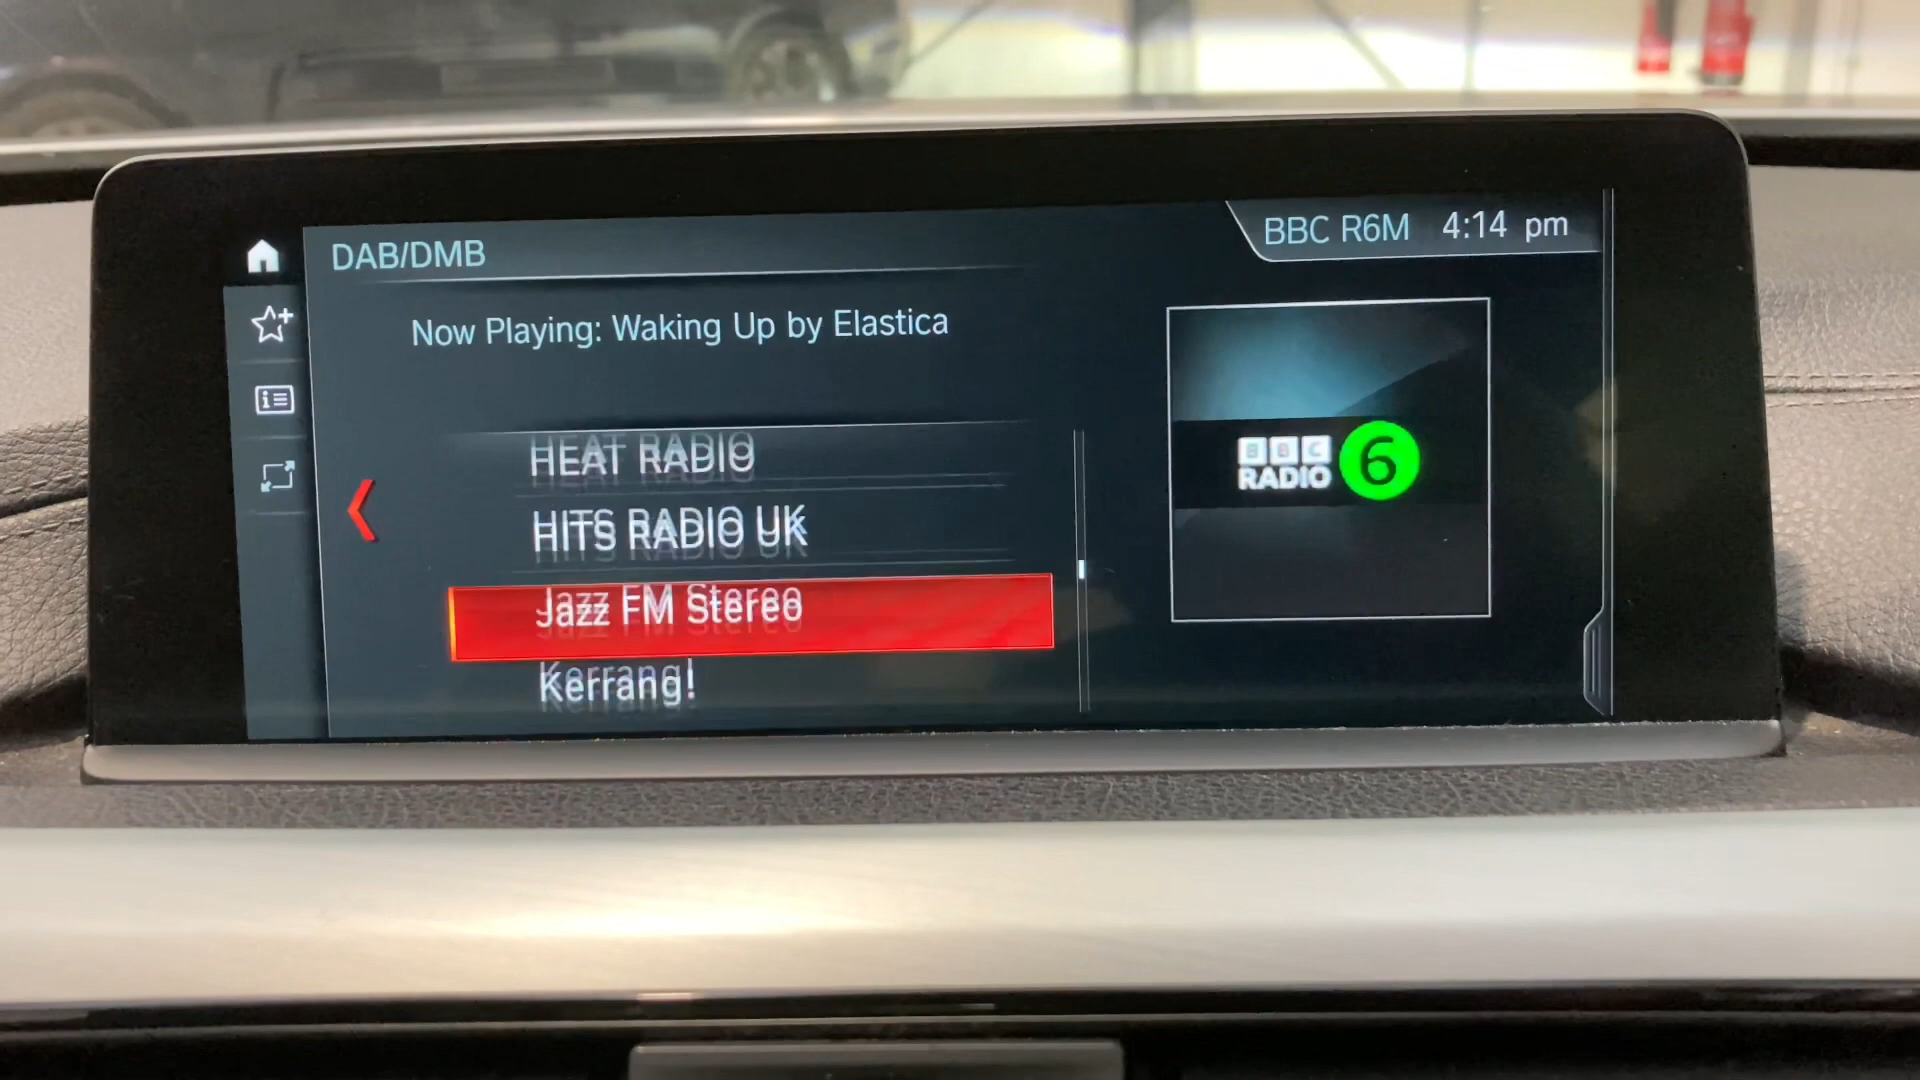 DAB/DMB
BBC R6M 4:14 pm
Now Playing: Waking Up by Elastica
HEAT RADIO
HITS RADIO UK
Jazz FM Stereo
Kerrang!
BBC
RADIO 6